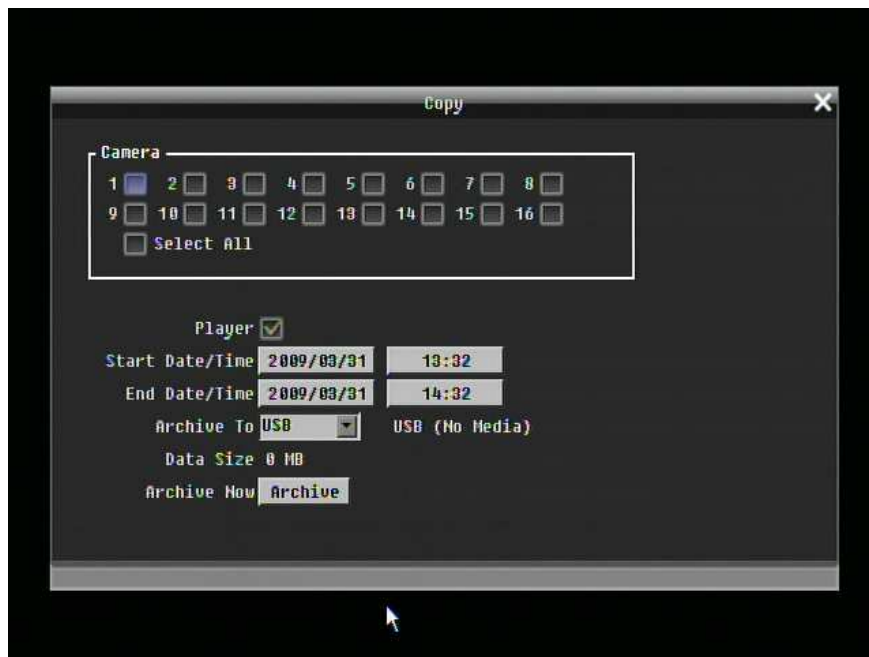 Copy
Camera
1 2 3 4 5 6 7 8
9 10 11 12 13 14 15 16
Select All
Player
Start Date/Time 2009/03/31 13:32
End Date/Time 2009/03/31 14:32
Archive To USB USB (No Media)
Data Size 0 MB
Archive Now Archive